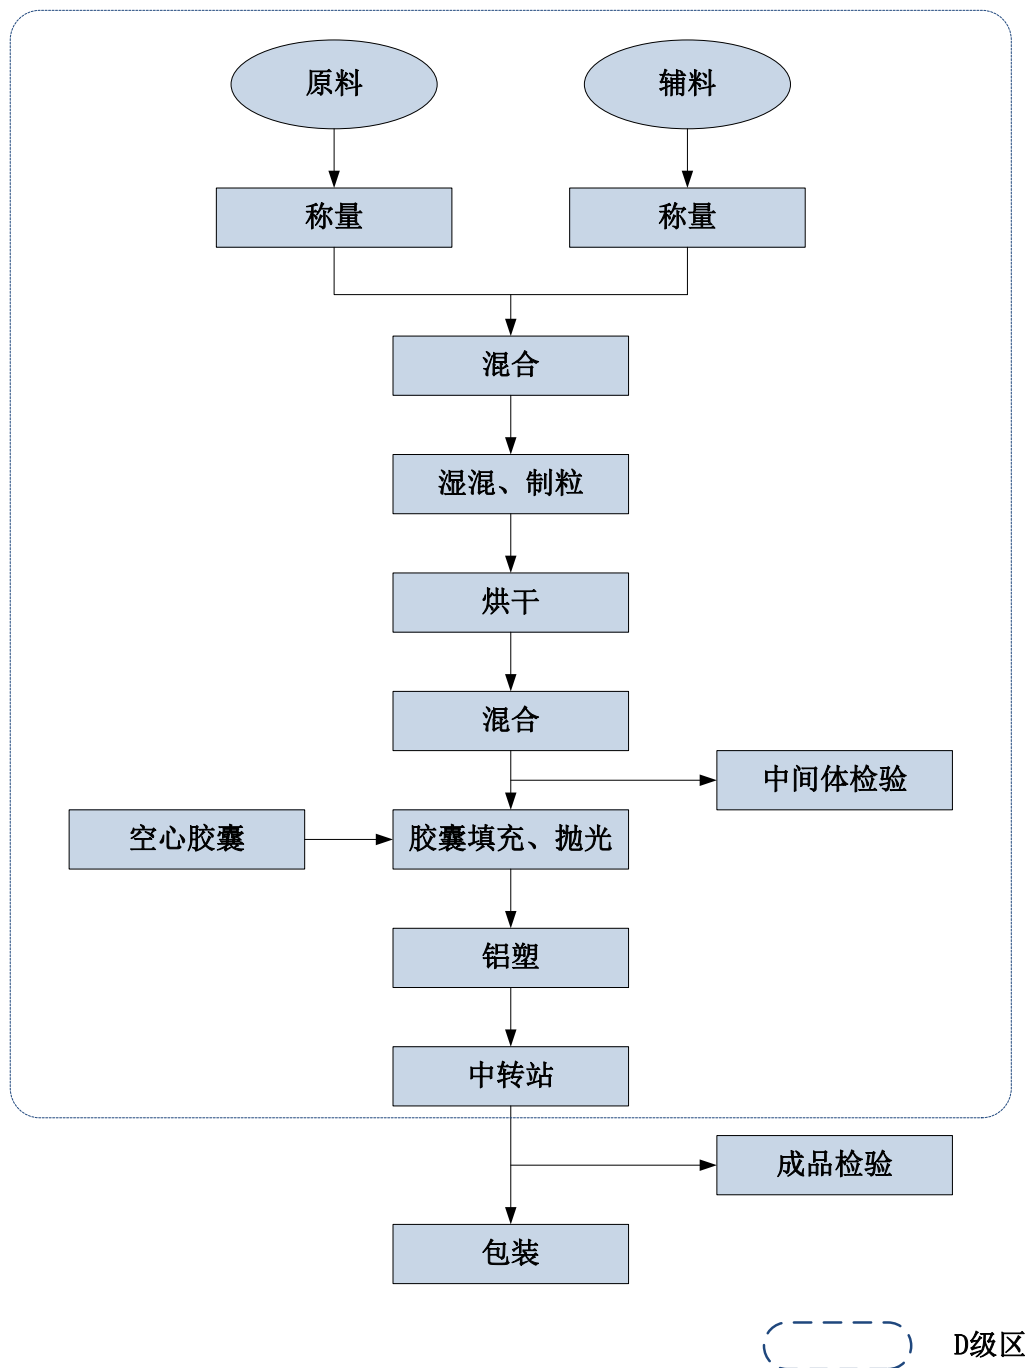 原料
辅料
称量
称量
混合
湿混、制粒
烘干
混合
中间体检验
空心胶囊
胶囊填充、抛光
铝塑
中转站
成品检验
包装
D级区